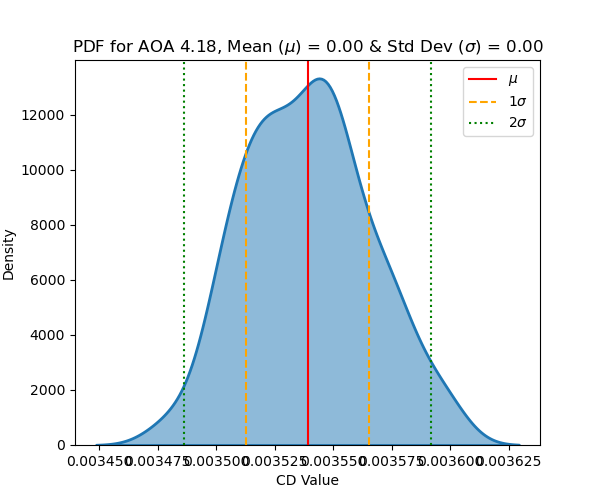 PDF for AOA 4.18, Mean (μ) = 0.00 & Std Dev (σ) = 0.00
μ
1σ
2σ
12000
10000
8000
6000
4000
2000
0
Density
0.003450 0.003475 0.003500 0.003525 0.003550 0.003575 0.003600 0.003625
CD Value